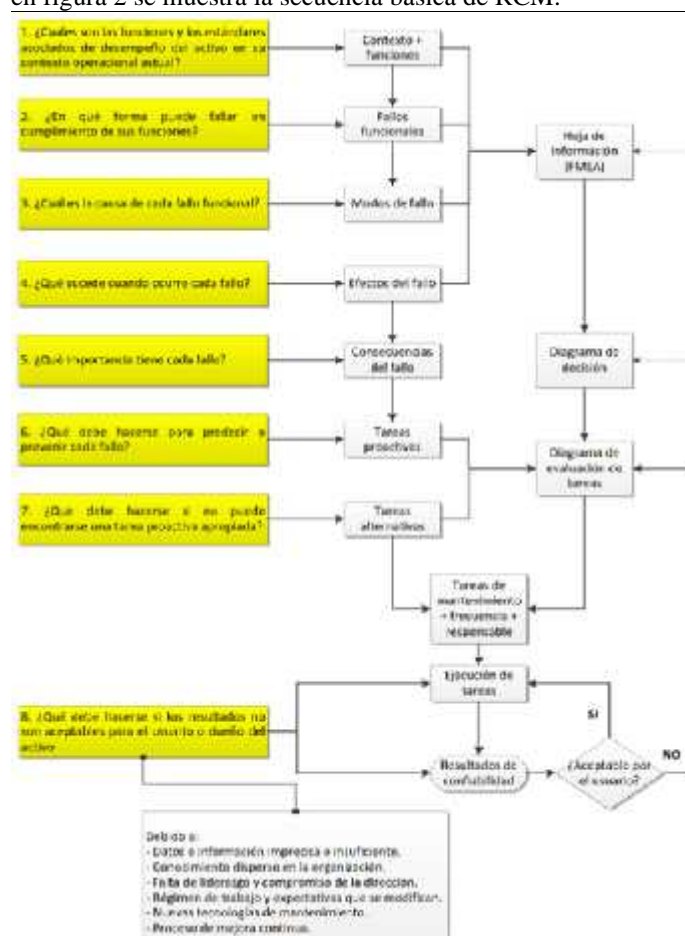 en figura 2 se muestra la secuencia básica de RCM.
1. ¿Cuáles son las funciones y los estándares
asociados de desempeño del activo en su
contexto operacional actual?
Contexto +
funciones
2. ¿En qué forma puede fallar en
cumplimiento de sus funciones?
Fallos
funcionales
Hoja de
información
(FMEA)
3. ¿Cuál es la causa de cada fallo funcional?
Modos de fallo
4. ¿Qué sucede cuando ocurre cada fallo?
Efectos del fallo
5. ¿Qué importancia tiene cada fallo?
Consecuencias
del fallo
Diagrama de
decisión
6. ¿Qué debe hacerse para predecir o
prevenir cada fallo?
Tareas
proactivas
Diagrama de
evaluación de
tareas
7. ¿Qué debe hacerse si no puede
encontrarse una tarea proactiva apropiada?
Tareas
alternativas
Tareas de
mantenimiento
+ frecuencia +
responsable
Ejecución de
tareas
8. ¿Qué debe hacerse si los resultados no
son aceptables para el usuario o dueño del
activo
SI
Resultados de
confiabilidad
¿Aceptable por
el usuario?
NO
Debido a:
- Datos o información imprecisa o insuficiente.
- Conocimiento disperso en la organización.
- Falta de liderazgo y compromiso de la dirección.
- Régimen de trabajo y expectativas que se modifican.
- Nuevas tecnologías de mantenimiento.
- Proceso de mejora continua.